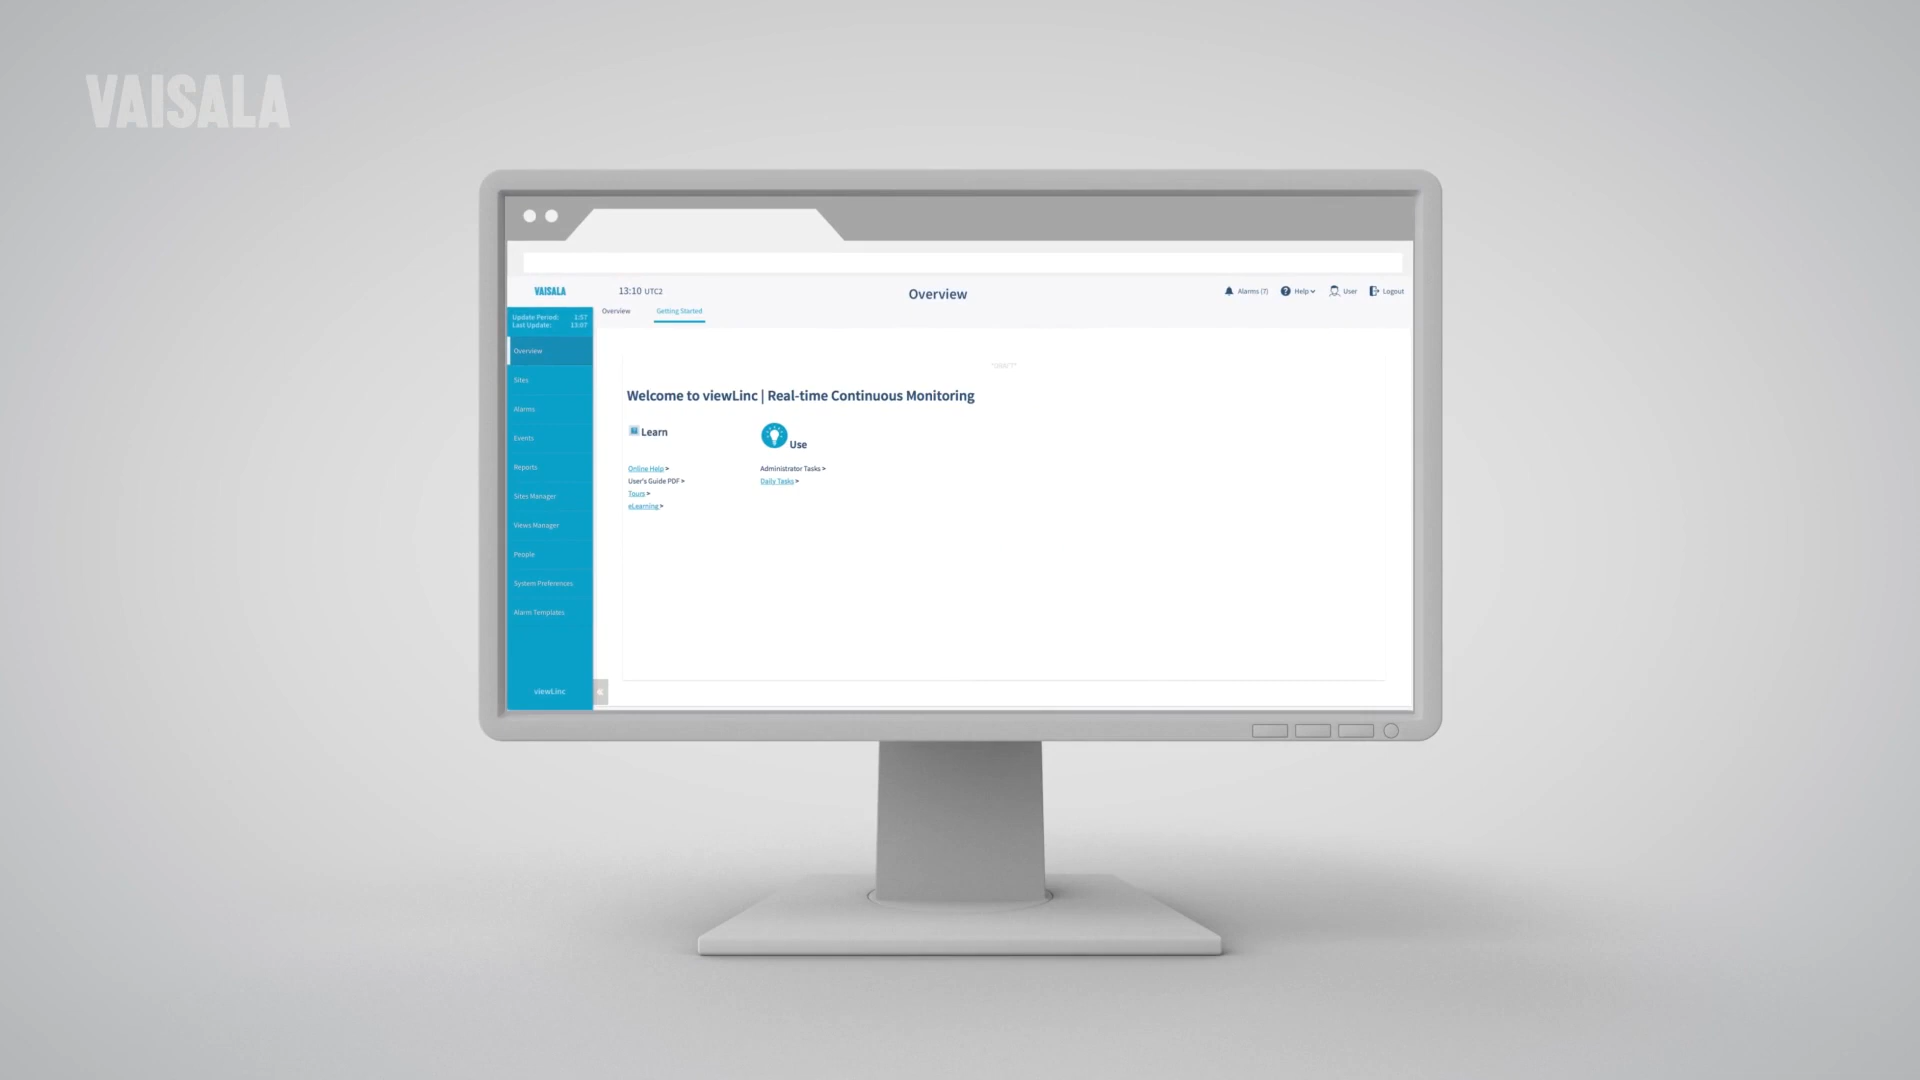 VAISALA
VAISALA
13:10 UTC2
Overview
Alarms (7)
Help
User
Logout
Update Period: 1:57
Last Update: 13:07
Overview
Getting Started
Overview
Sites
Alarms
Events
Reports
Sites Manager
Views Manager
People
System Preferences
Alarm Templates
viewLinc
«
Welcome to viewLinc | Real-time Continuous Monitoring
Learn
Online Help >
User's Guide PDF >
Tours >
eLearning >
Use
Administrator Tasks >
Daily Tasks >